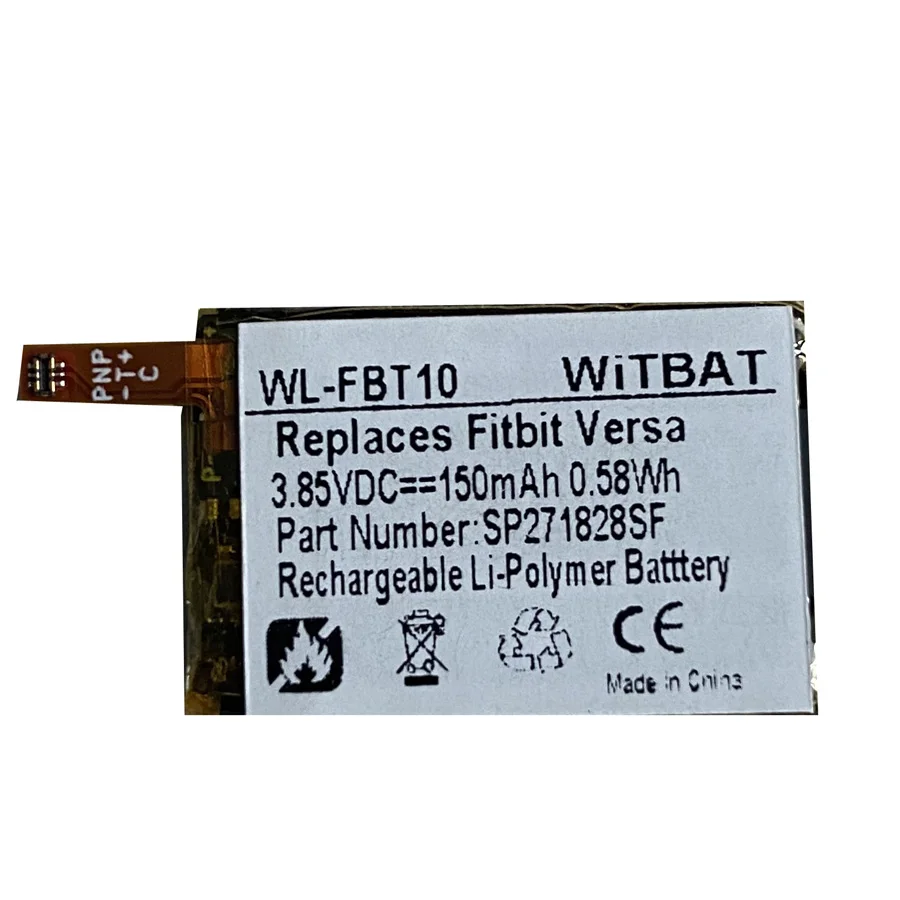 WL-FBT10 WiTBAT
Replaces Fitbit Versa
3.85VDC==150mAh 0.58Wh
Part Number:SP271828SF
Rechargeable Li-Polymer Batttery
CE
Made in China
PNP
-T+
C
P